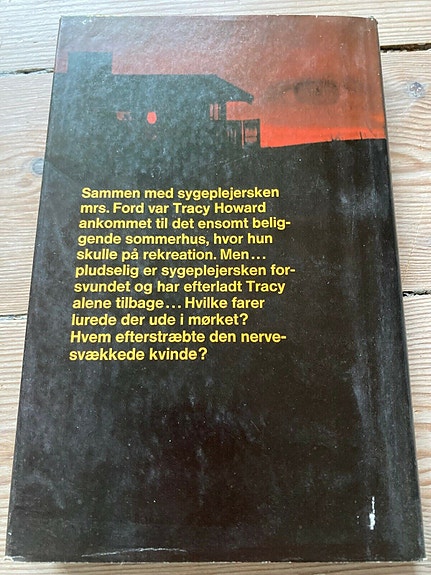 Sammen med sygeplejersken
mrs. Ford var Tracy Howard
ankommet til det ensomt belig-
gende sommerhus, hvor hun
skulle på rekreation. Men...
pludselig er sygeplejersken for-
svundet og har efterladt Tracy
alene tilbage... Hvilke farer
lurede der ude i mørket?
Hvem efterstræbte den nerve-
svækkede kvinde?